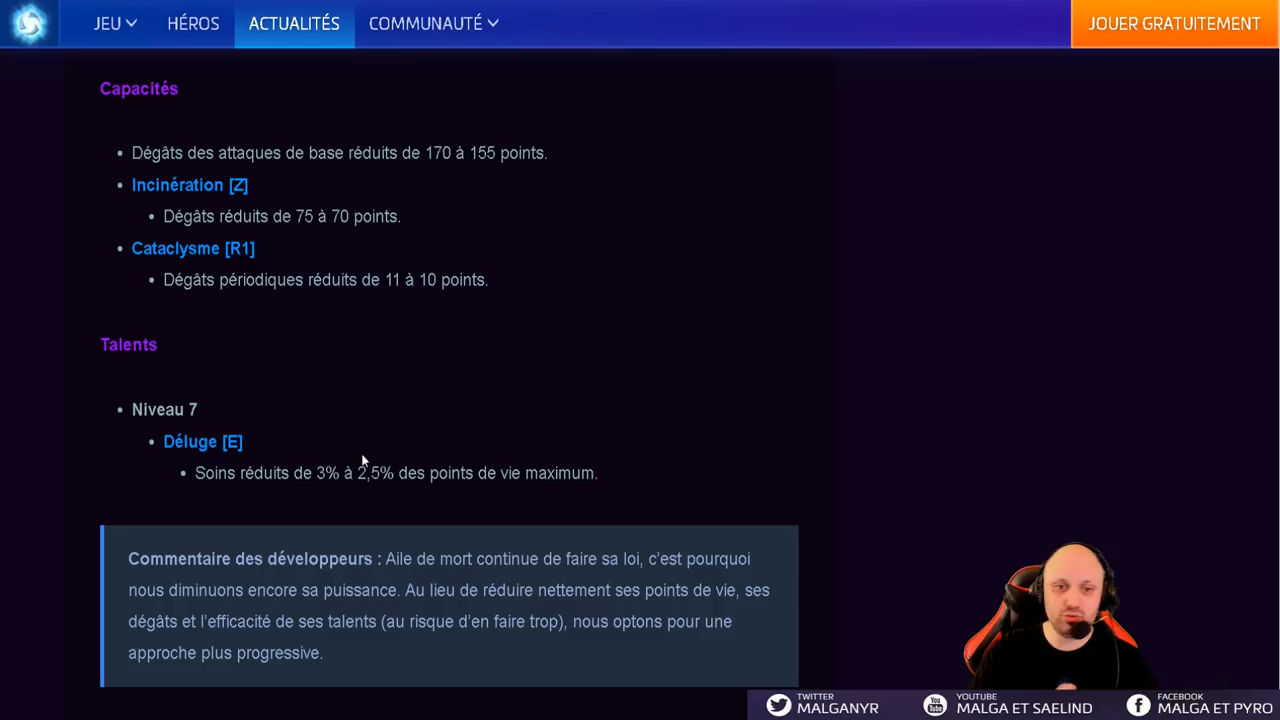 JEU HÉROS ACTUALITÉS COMMUNAUTÉ JOUER GRATUITEMENT
Capacités
Dégâts des attaques de base réduits de 170 à 155 points.
Incinération [Z]
Dégâts réduits de 75 à 70 points.
Cataclysme [R1]
Dégâts périodiques réduits de 11 à 10 points.
Talents
Niveau 7
Déluge [E]
Soins réduits de 3% à 2,5% des points de vie maximum.
Commentaire des développeurs : Aile de mort continue de faire sa loi, c’est pourquoi
nous diminuons encore sa puissance. Au lieu de réduire nettement ses points de vie, ses
dégâts et l’efficacité de ses talents (au risque d’en faire trop), nous optons pour une
approche plus progressive.
TWITTER
MALGANYR
YOUTUBE
MALGA ET SAELIND
FACEBOOK
MALGA ET PYRO